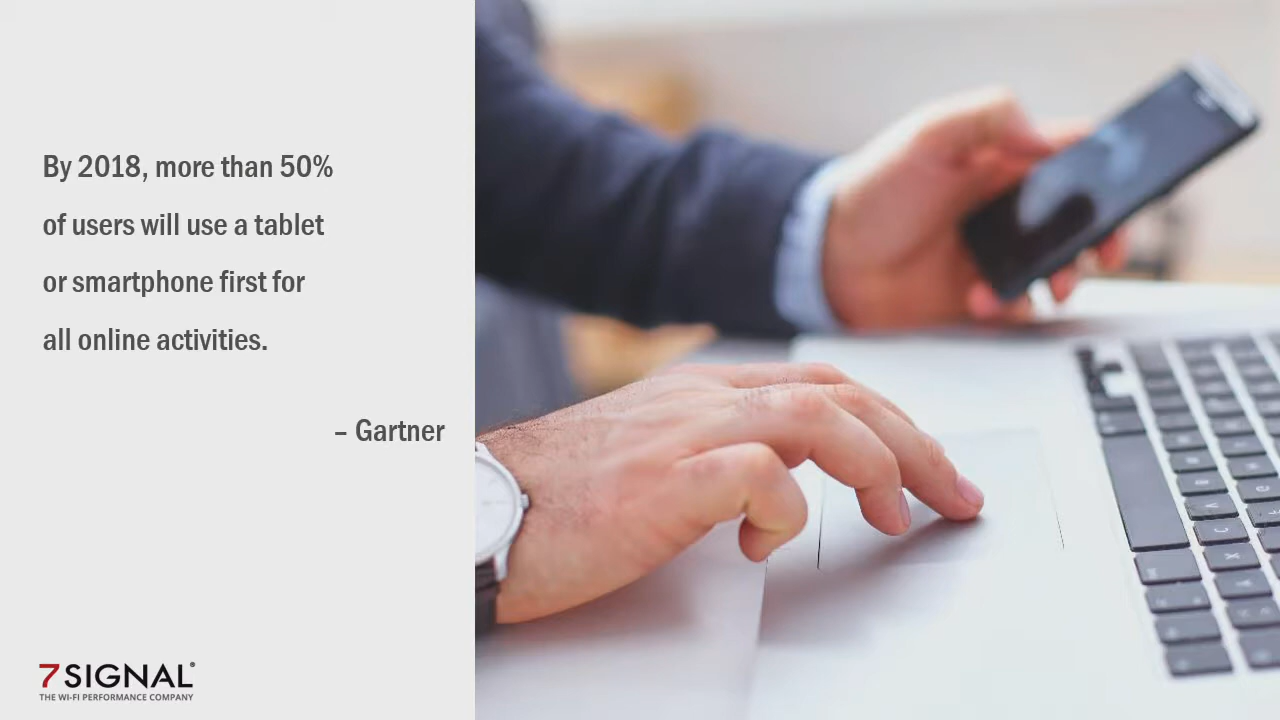 By 2018, more than 50%
of users will use a tablet
or smartphone first for
all online activities.
– Gartner
7SIGNAL®
THE WI-FI PERFORMANCE COMPANY